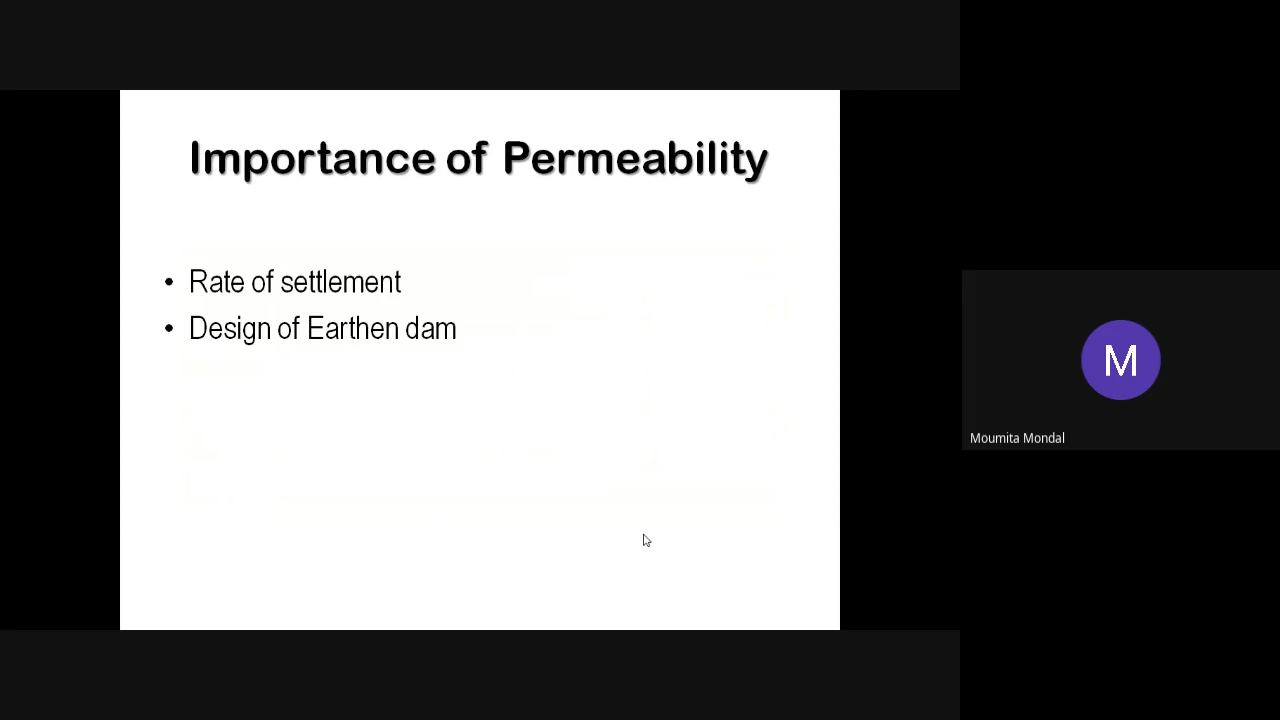 Importance of Permeability
• Rate of settlement
• Design of Earthen dam
M
Moumita Mondal